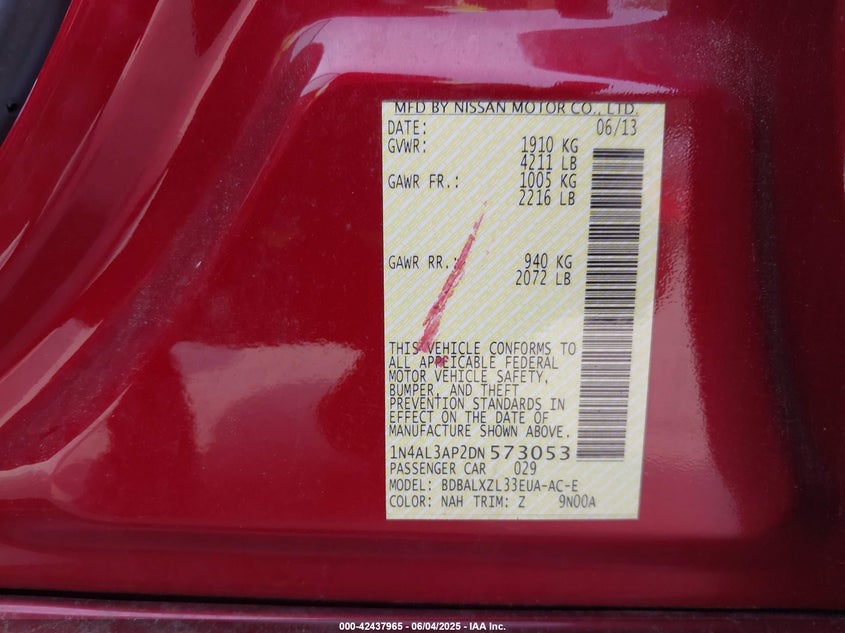 MFD BY NISSAN MOTOR CO., LTD.
DATE: 06/13
GVWR: 1910 KG
4211 LB
GAWR FR.: 1005 KG
2216 LB
GAWR RR.: 940 KG
2072 LB
THIS VEHICLE CONFORMS TO
ALL APPLICABLE FEDERAL
MOTOR VEHICLE SAFETY,
BUMPER, AND THEFT
PREVENTION STANDARDS IN
EFFECT ON THE DATE OF
MANUFACTURE SHOWN ABOVE.
1N4AL3AP2DN 573053
PASSENGER CAR 029
MODEL: BDBALXZL33EUA-AC-E
COLOR: NAH TRIM: Z 9N00A
000-42437965 - 06/04/2025 - IAA Inc.